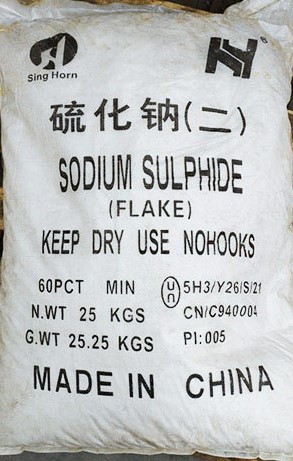 Sing Horn
硫化钠(二)
SODIUM SULPHIDE
(FLAKE)
KEEP DRY USE NOHOOKS
60PCT MIN
un 5H3/Y26/S/21
N.WT 25 KGS
CN/C940004
G.WT 25.25 KGS
PI:005
MADE IN CHINA